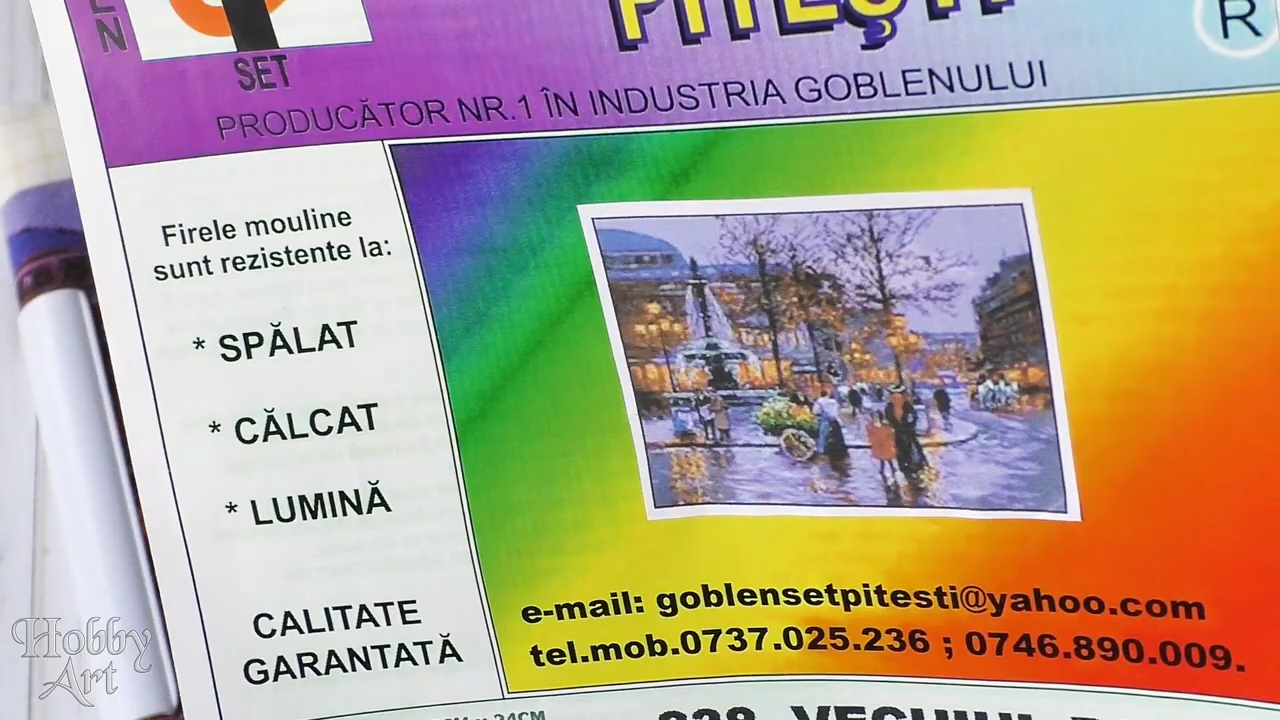 SET
PITEȘTI
R
PRODUCĂTOR NR.1 ÎN INDUSTRIA GOBLENULUI
Firele mouline
sunt rezistente la:
* SPĂLAT
* CĂLCAT
* LUMINĂ
CALITATE
GARANTATĂ
e-mail: goblensetpitesti@yahoo.com
tel.mob.0737.025.236 ; 0746.890.009.
Hobby
Art